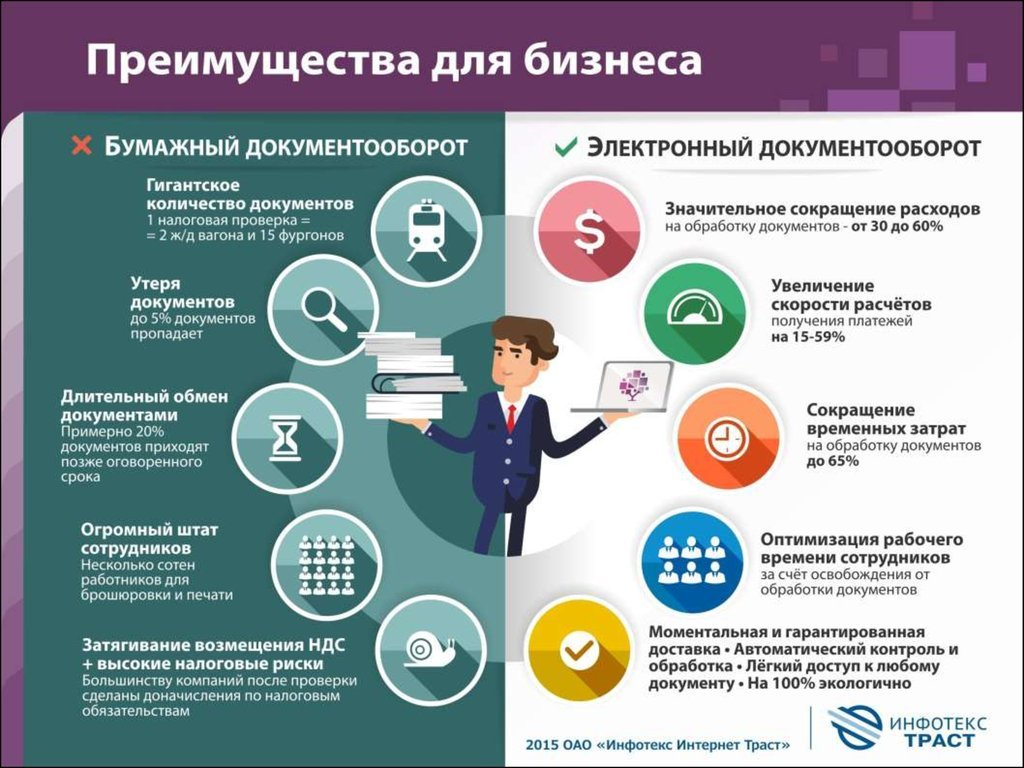 Преимущества для бизнеса
БУМАЖНЫЙ ДОКУМЕНТООБОРОТ
Гигантское
количество документов
1 налоговая проверка =
= 2 ж/д вагона и 15 фургонов
Утеря
документов
до 5% документов
пропадает
Длительный обмен
документами
Примерно 20%
документов приходят
позже оговоренного
срока
Огромный штат
сотрудников
Несколько сотен
работников для
брошюровки и печати
Затягивание возмещения НДС
+ высокие налоговые риски
Большинству компаний после проверки
сделаны доначисления по налоговым
обязательствам
ЭЛЕКТРОННЫЙ ДОКУМЕНТООБОРОТ
$
Значительное сокращение расходов
на обработку документов - от 30 до 60%
Увеличение
скорости расчётов
получения платежей
на 15-59%
Сокращение
временных затрат
на обработку документов
до 65%
Оптимизация рабочего
времени сотрудников
за счёт освобождения от
обработки документов
Моментальная и гарантированная
доставка • Автоматический контроль и
обработка • Лёгкий доступ к любому
документу • На 100% экологично
2015 ОАО «Инфотекс Интернет Траст»
ИНФОТЕКС
ТРАСТ